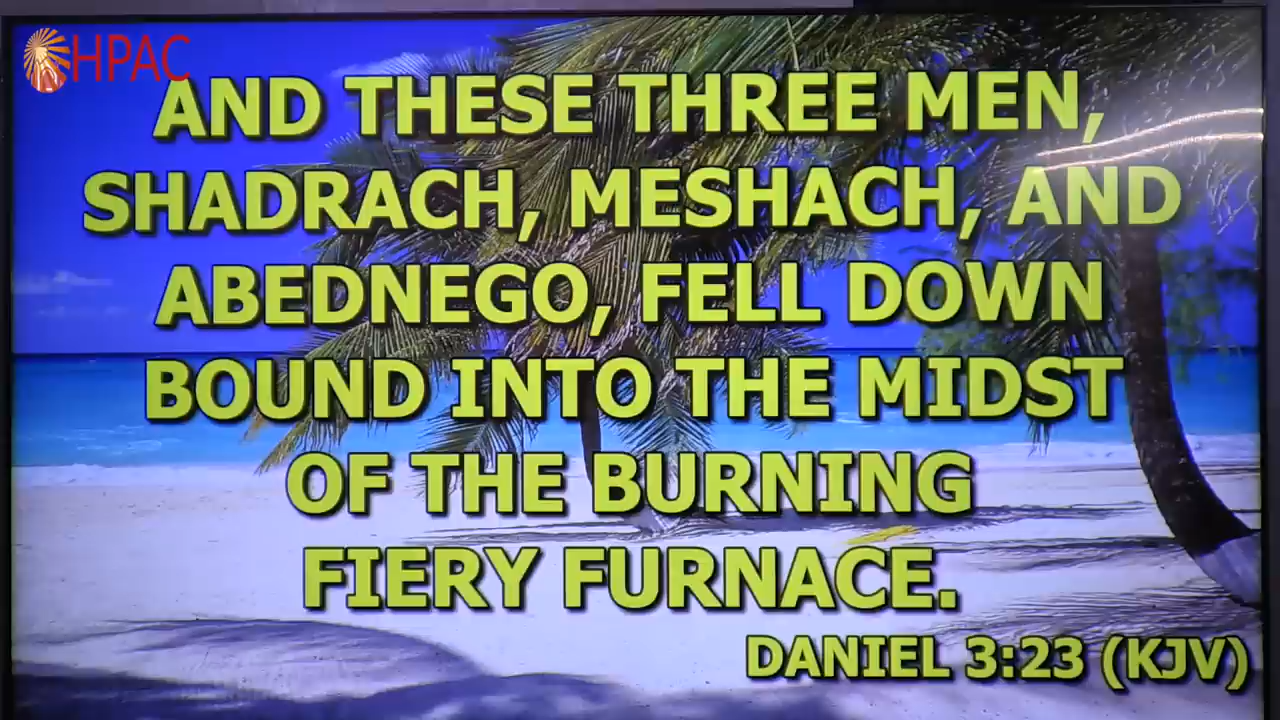 HPAC
AND THESE THREE MEN,
SHADRACH, MESHACH, AND
ABEDNEGO, FELL DOWN
BOUND INTO THE MIDST
OF THE BURNING
FIERY FURNACE.
DANIEL 3:23 (KJV)